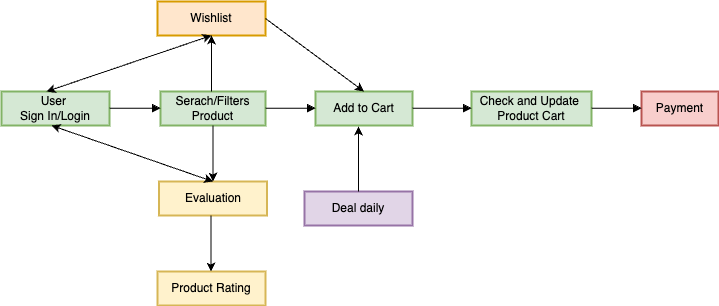 Wishlist
User
Sign In/Login
Serach/Filters
Product
Add to Cart
Check and Update
Product Cart
Payment
Evaluation
Deal daily
Product Rating